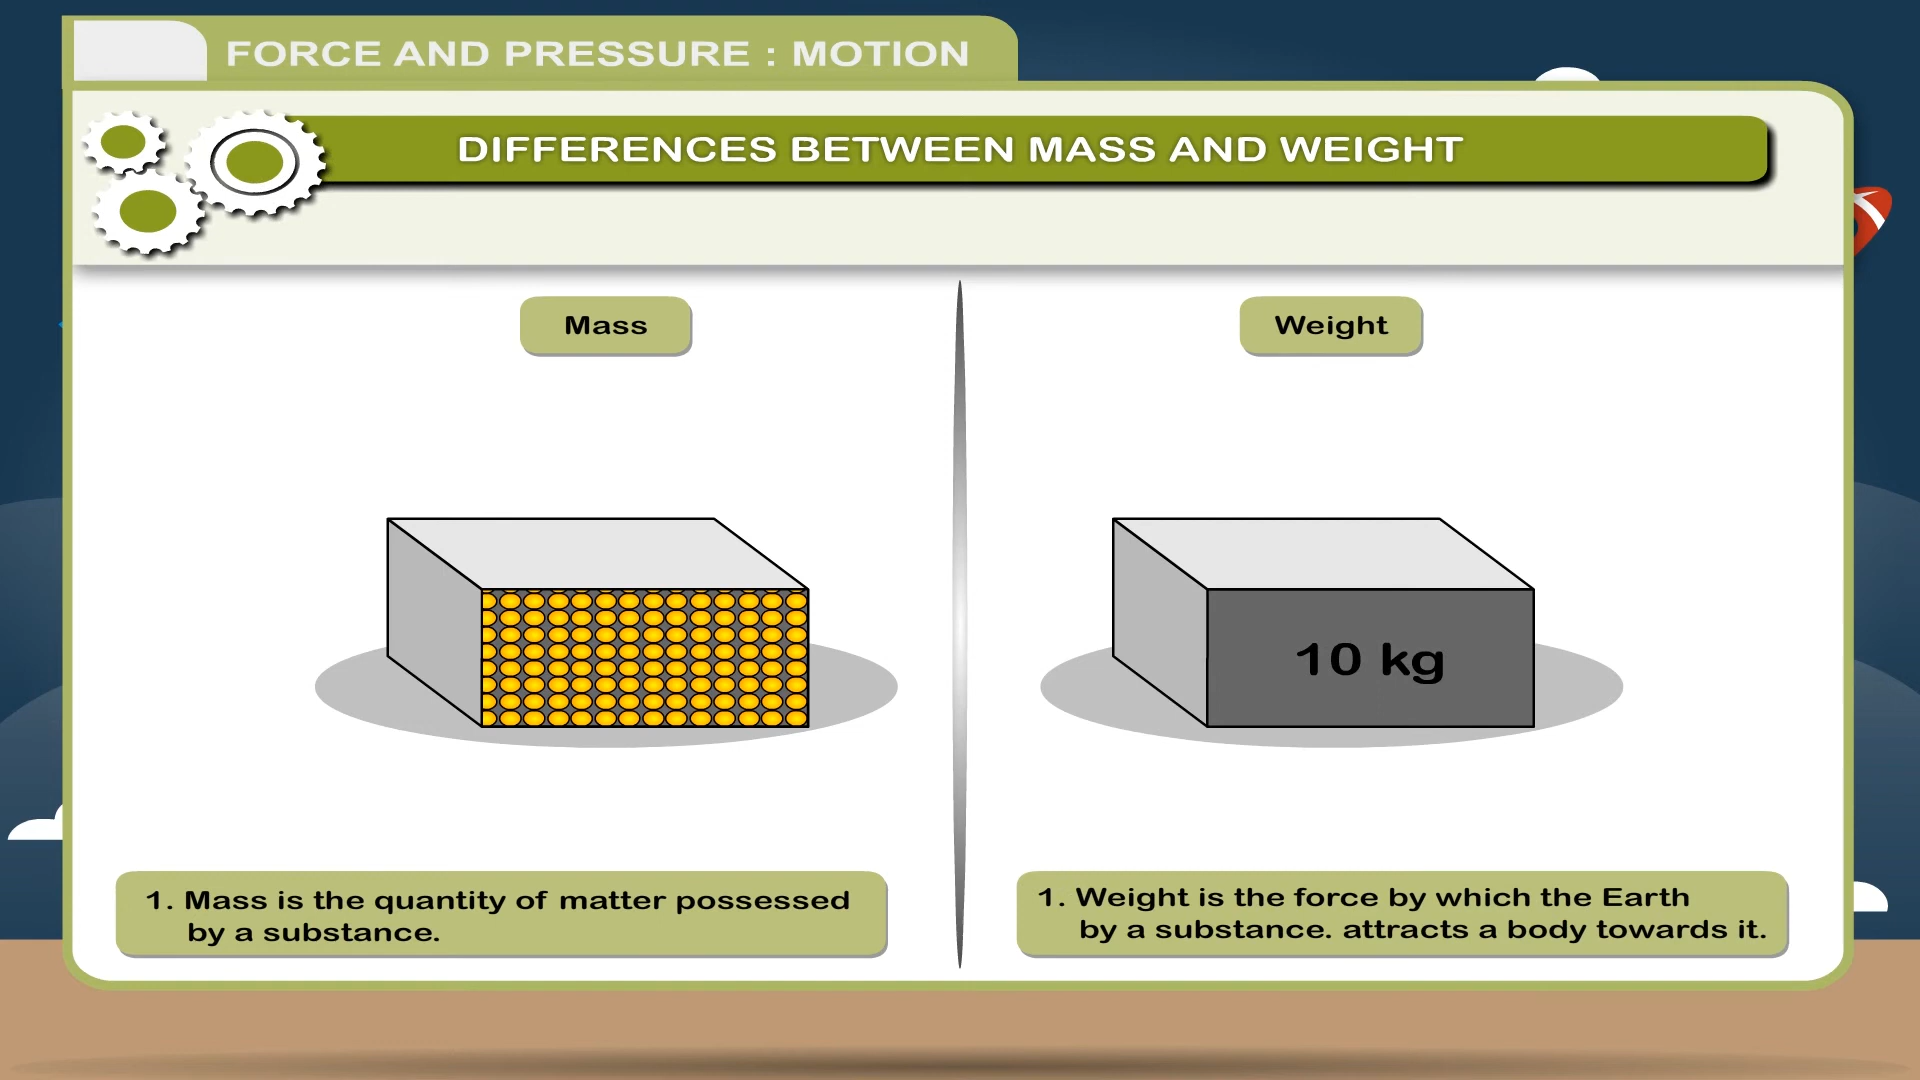 FORCE AND PRESSURE : MOTION
DIFFERENCES BETWEEN MASS AND WEIGHT
Mass
Weight
10 kg
1. Mass is the quantity of matter possessed
by a substance.
1. Weight is the force by which the Earth
by a substance. attracts a body towards it.